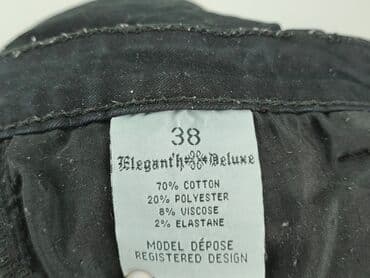 38
Elegant'h Deluxe
70% COTTON
20% POLYESTER
8% VISCOSE
2% ELASTANE
MODEL DÉPOSE
REGISTERED DESIGN